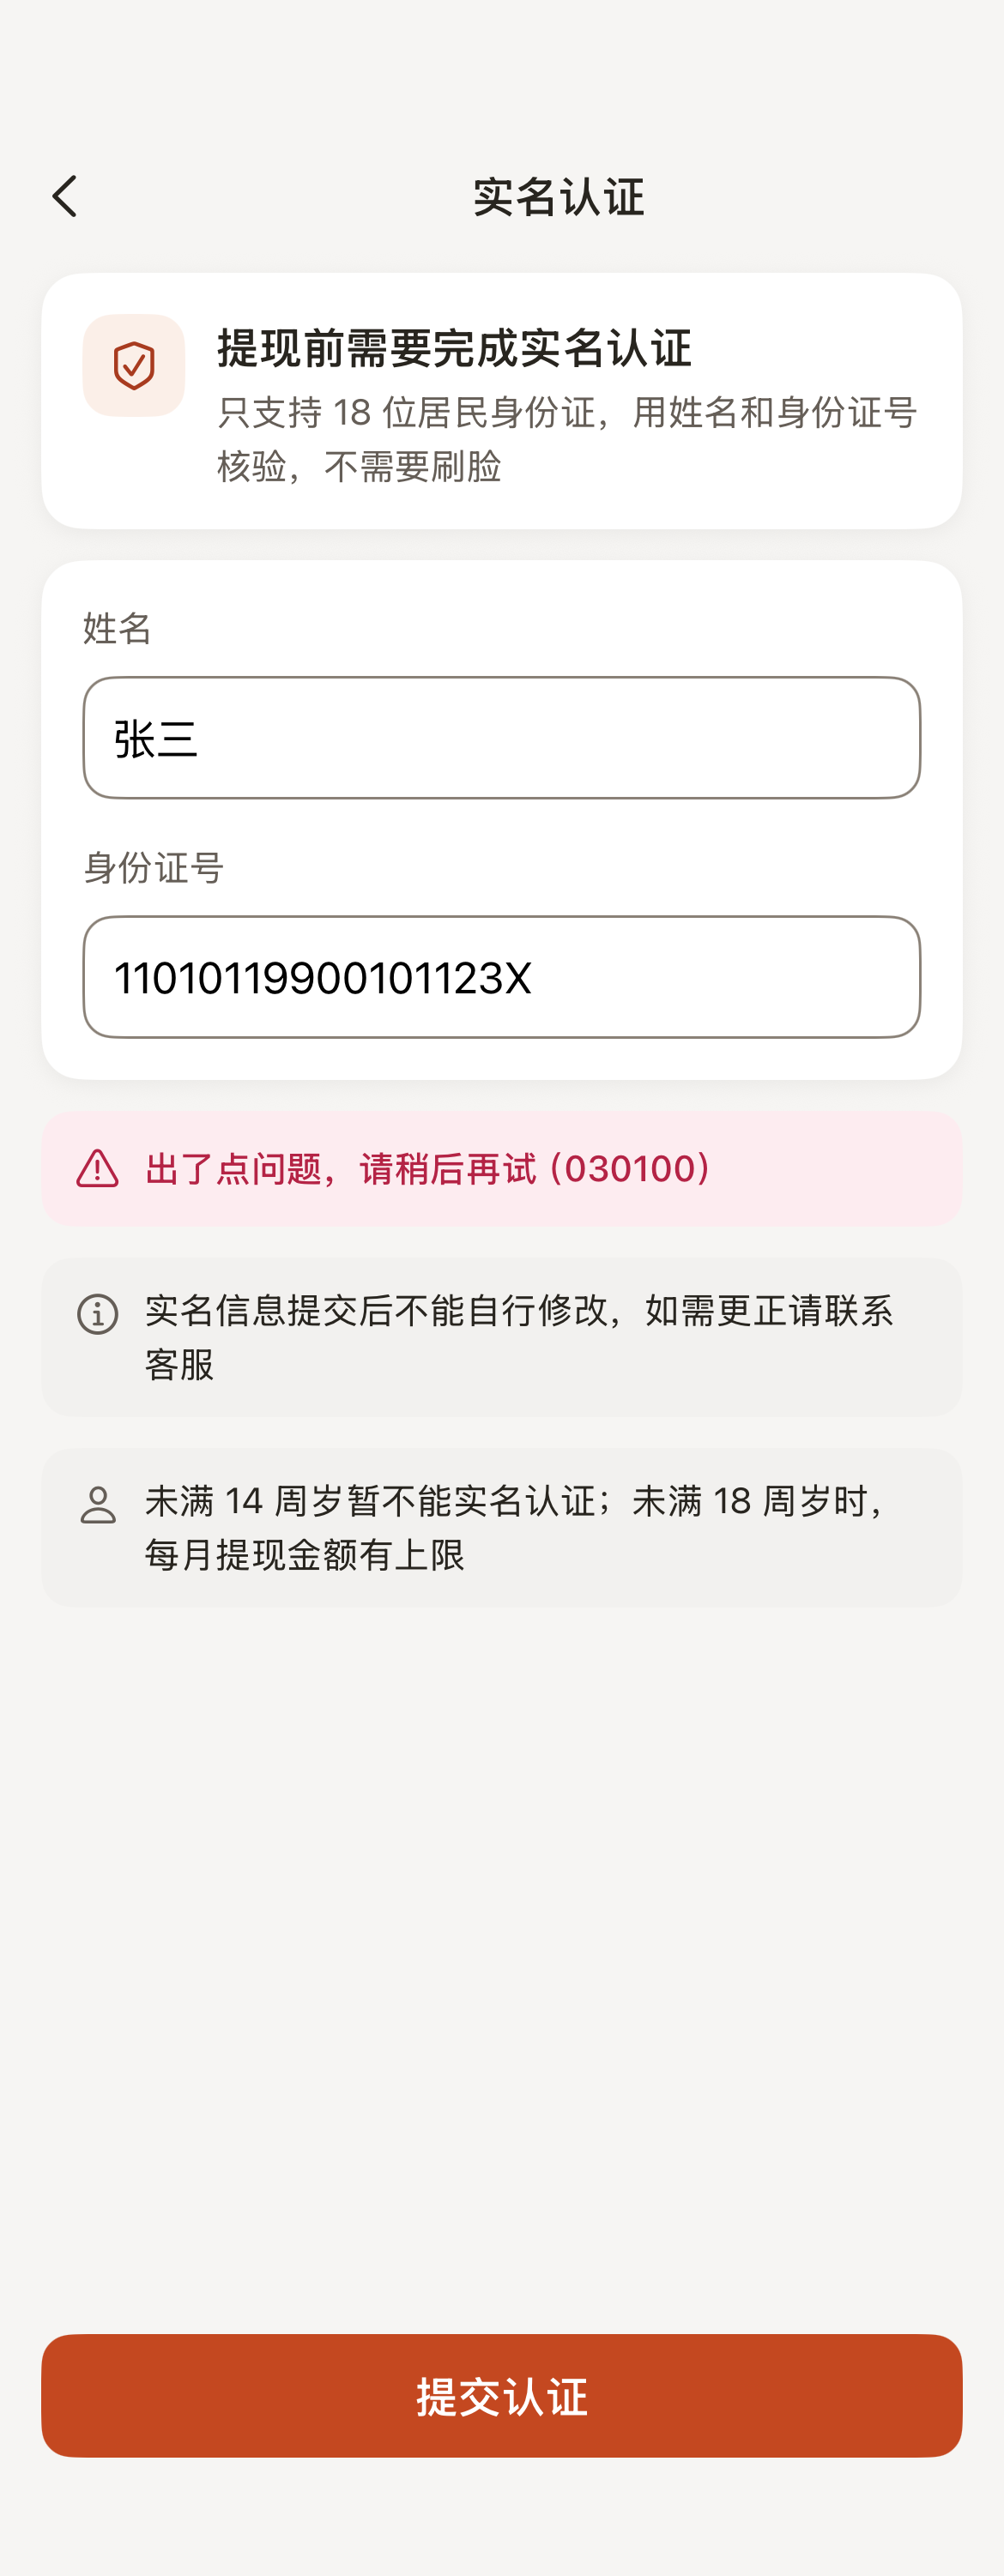 实名认证
提现前需要完成实名认证
只支持 18 位居民身份证，用姓名和身份证号
核验，不需要刷脸
姓名
张三
身份证号
11010119900101123X
出了点问题，请稍后再试 (030100)
实名信息提交后不能自行修改，如需更正请联系
客服
未满 14 周岁暂不能实名认证；未满 18 周岁时，
每月提现金额有上限
提交认证